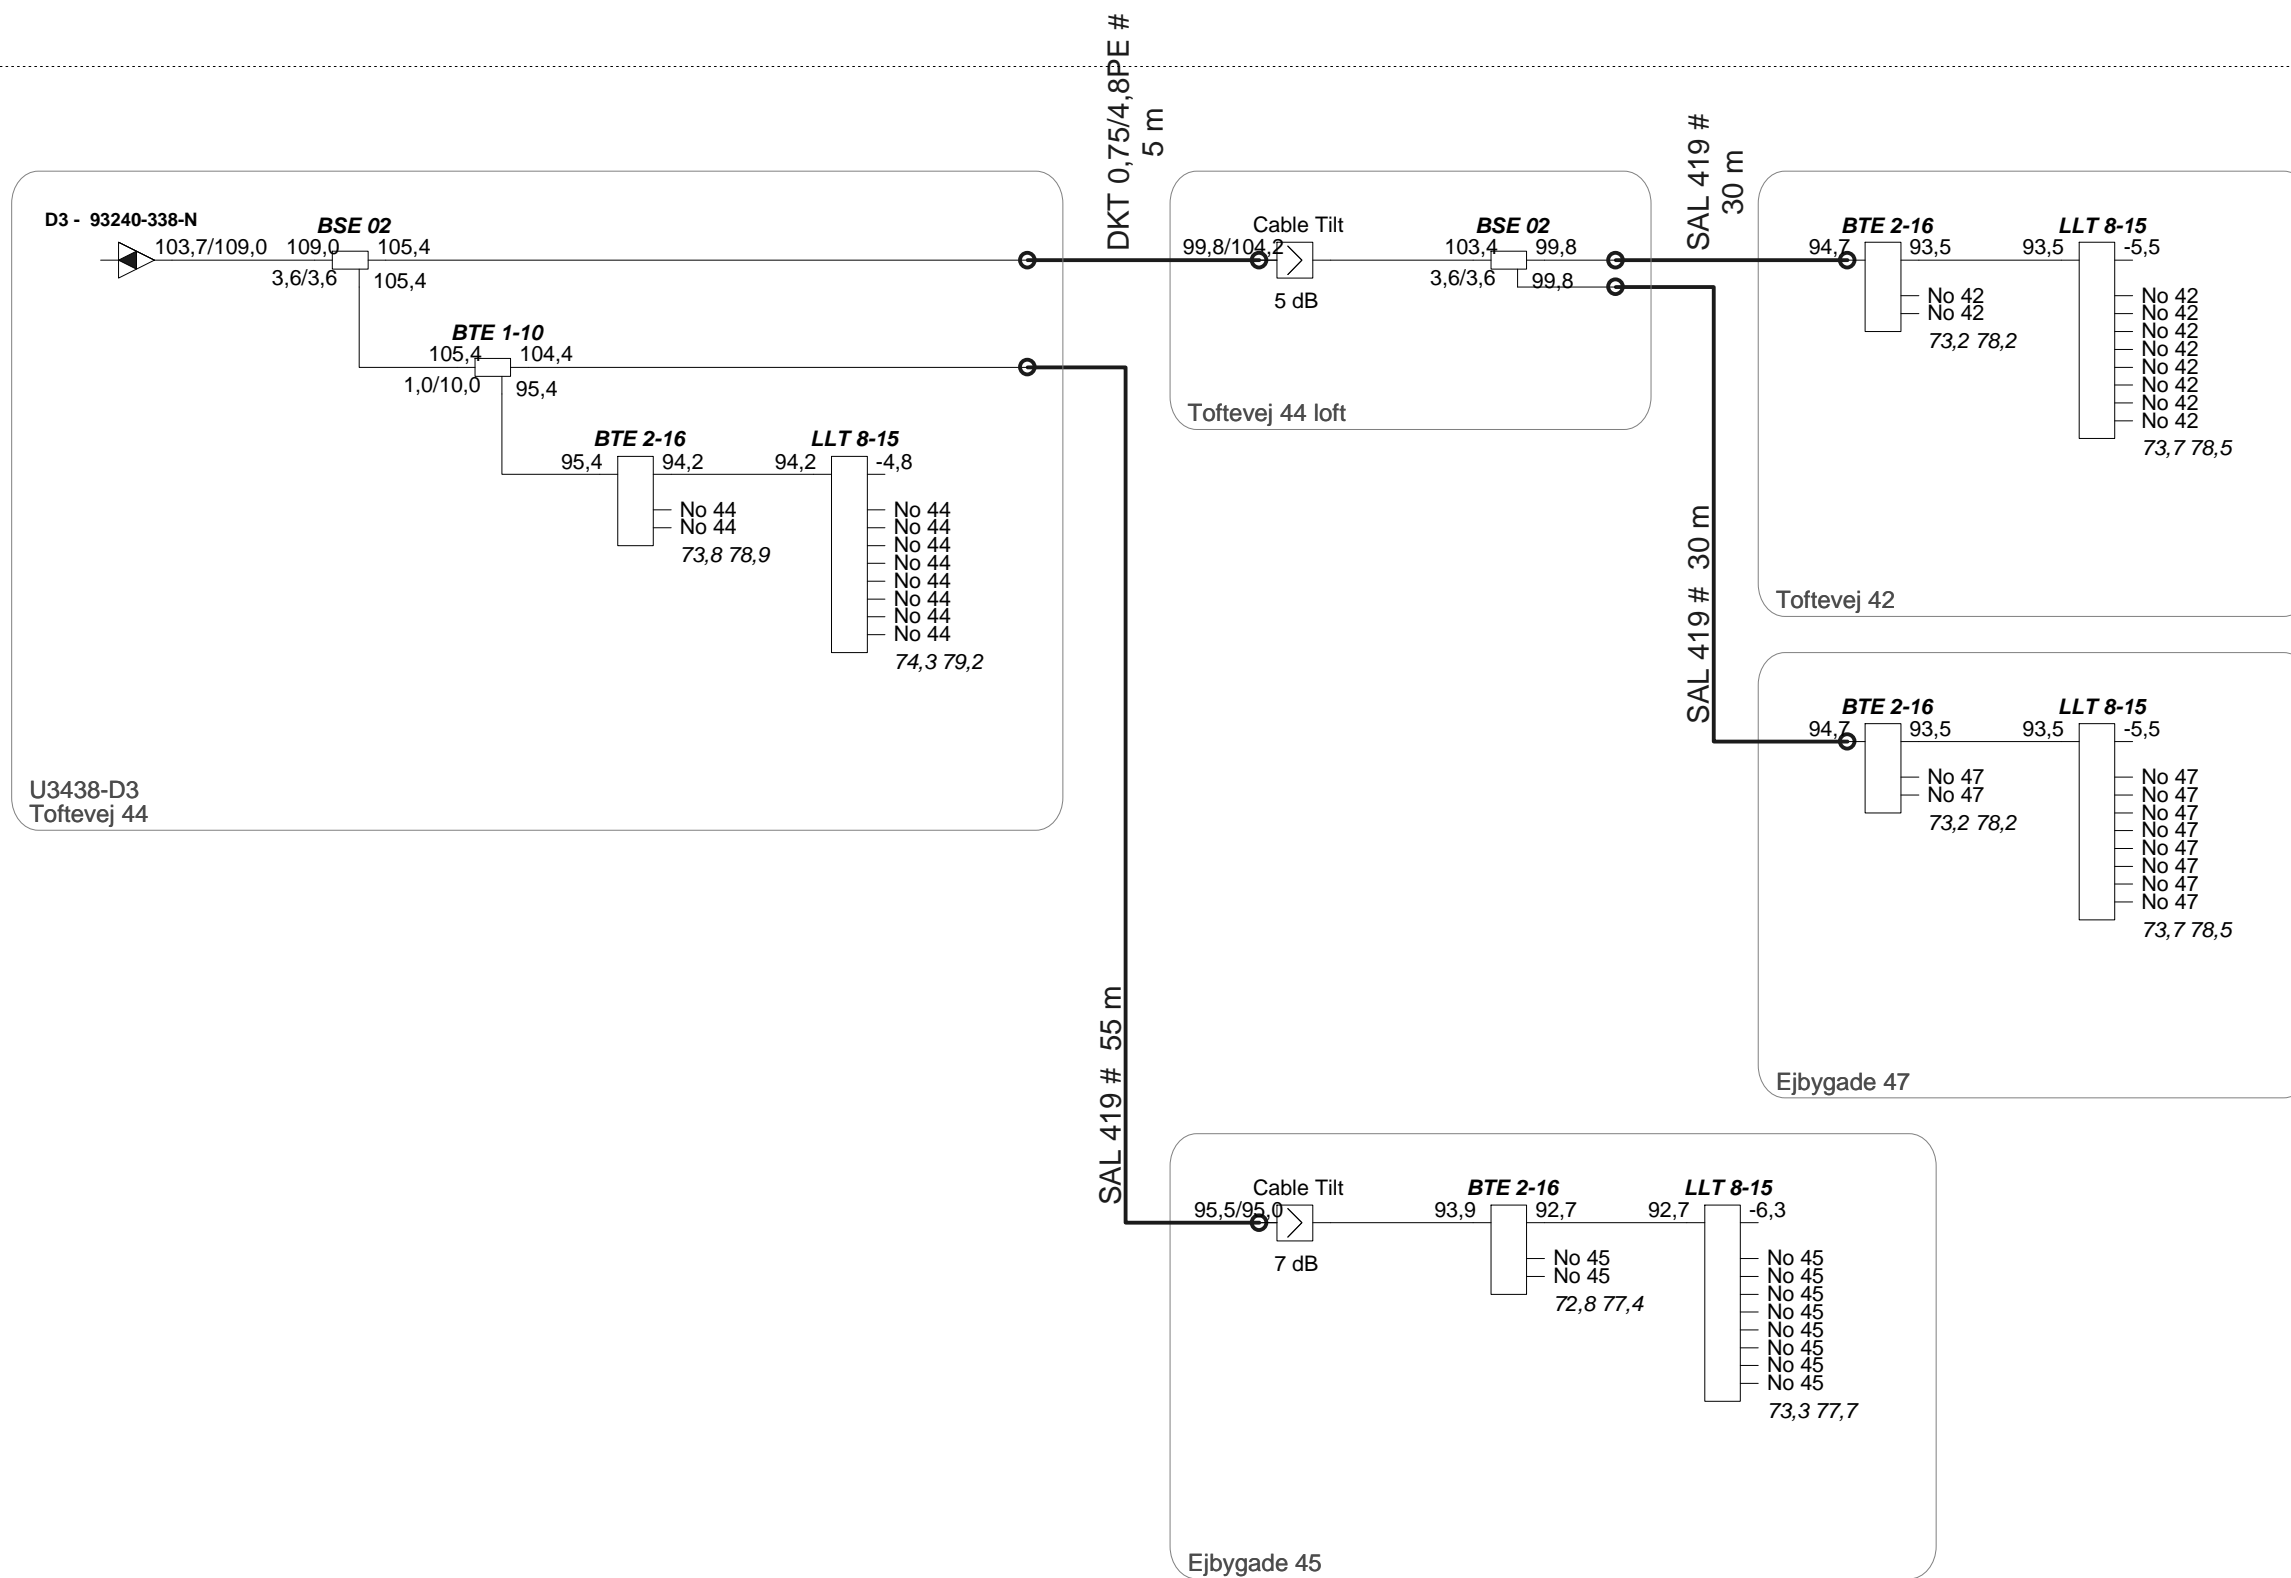 DKT 0,75/4,8PE #
5 m
SAL 419 #
30 m
D3 - 93240-338-N
103,7/109,0
BSE 02
109,0
105,4
3,6/3,6
105,4
BTE 1-10
105,4
104,4
1,0/10,0
95,4
BTE 2-16
95,4
94,2
No 44
No 44
73,8 78,9
LLT 8-15
94,2
-4,8
No 44
No 44
No 44
No 44
No 44
No 44
No 44
No 44
74,3 79,2
U3438-D3
Toftevej 44
99,8/104,2
Cable Tilt
5 dB
BSE 02
103,4
99,8
3,6/3,6
99,8
Toftevej 44 loft
BTE 2-16
94,7
93,5
No 42
No 42
73,2 78,2
LLT 8-15
93,5
-5,5
No 42
No 42
No 42
No 42
No 42
No 42
No 42
No 42
73,7 78,5
Toftevej 42
SAL 419 # 30 m
BTE 2-16
94,7
93,5
No 47
No 47
73,2 78,2
LLT 8-15
93,5
-5,5
No 47
No 47
No 47
No 47
No 47
No 47
No 47
No 47
73,7 78,5
Ejbygade 47
SAL 419 # 55 m
95,5/95,0
Cable Tilt
7 dB
BTE 2-16
93,9
92,7
No 45
No 45
72,8 77,4
LLT 8-15
92,7
-6,3
No 45
No 45
No 45
No 45
No 45
No 45
No 45
No 45
73,3 77,7
Ejbygade 45